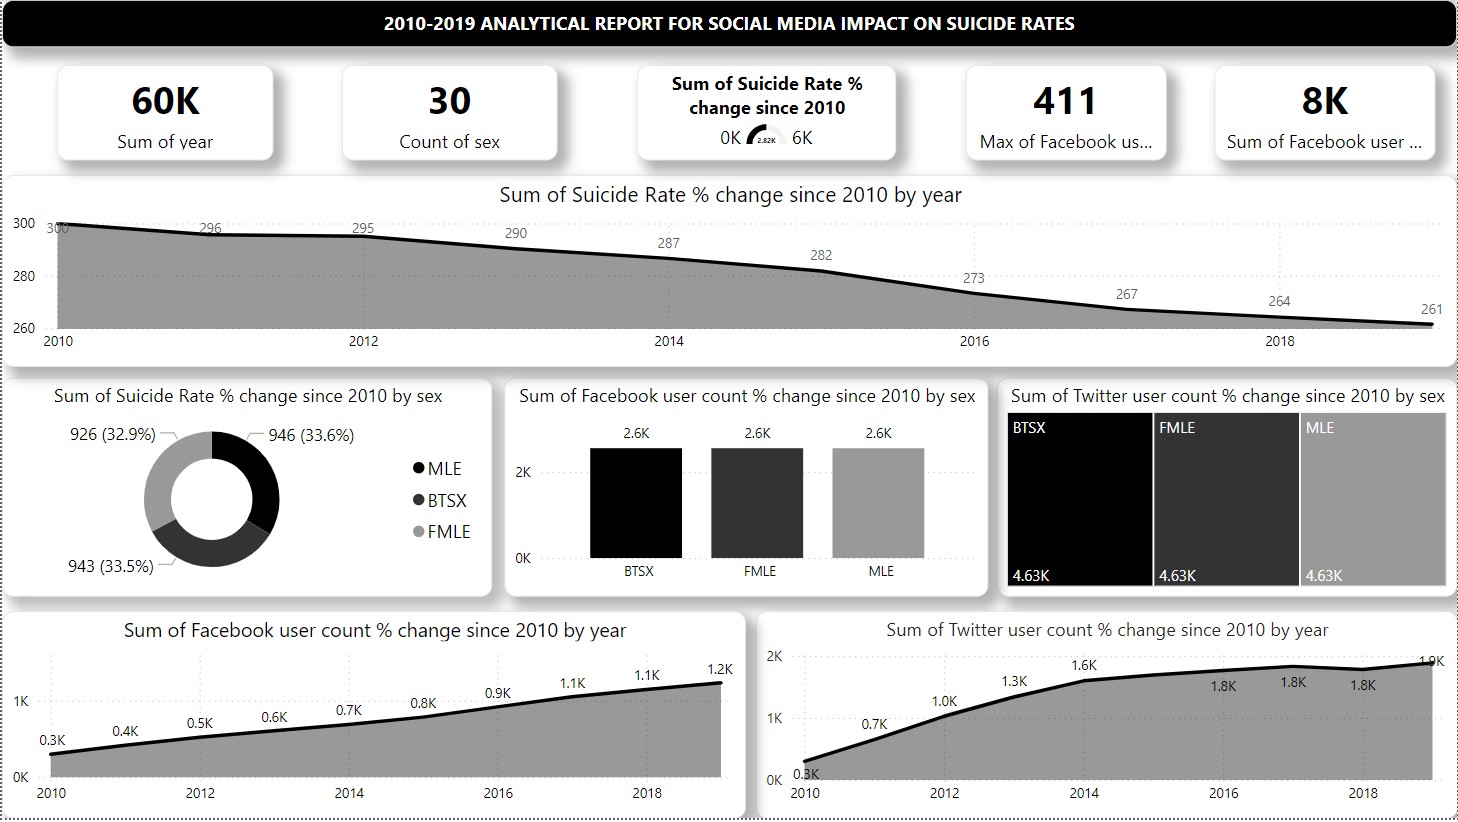 2010-2019 ANALYTICAL REPORT FOR SOCIAL MEDIA IMPACT ON SUICIDE RATES
60K
Sum of year
30
Count of sex
Sum of Suicide Rate %
change since 2010
0K 2.82K 6K
411
Max of Facebook us...
8K
Sum of Facebook user ...
Sum of Suicide Rate % change since 2010 by year
300
280
260
300
296
295
290
287
282
273
267
264
261
2010 2012 2014 2016 2018
Sum of Suicide Rate % change since 2010 by sex
926 (32.9%)
946 (33.6%)
943 (33.5%)
MLE
BTSX
FMLE
Sum of Facebook user count % change since 2010 by sex
2K
0K
2.6K 2.6K 2.6K
BTSX FMLE MLE
Sum of Twitter user count % change since 2010 by sex
BTSX FMLE MLE
4.63K 4.63K 4.63K
Sum of Facebook user count % change since 2010 by year
1K
0K
0.3K
0.4K
0.5K
0.6K
0.7K
0.8K
0.9K
1.1K
1.1K
1.2K
2010 2012 2014 2016 2018
Sum of Twitter user count % change since 2010 by year
2K
1K
0K
0.3K
0.7K
1.0K
1.3K
1.6K
1.8K
1.8K
1.8K
1.9K
2010 2012 2014 2016 2018